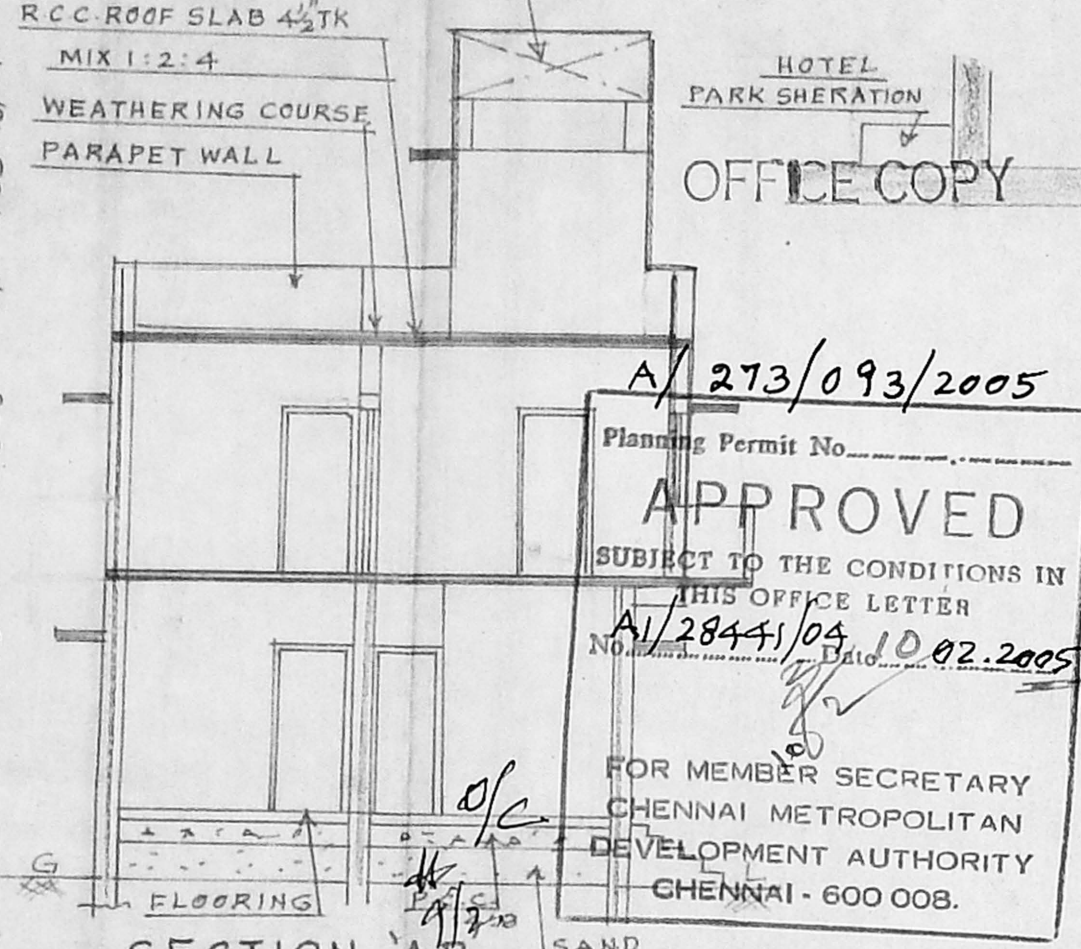 R.C.C. ROOF SLAB 4½" TK
MIX 1:2:4
WEATHERING COURSE
PARAPET WALL
HOTEL
PARK SHERATION
OFFICE COPY
A/ 273/093/2005
Planning Permit No
APPROVED
SUBJECT TO THE CONDITIONS IN
THIS OFFICE LETTER
No. A1/28441/04 Date 10 02.2005
FOR MEMBER SECRETARY
CHENNAI METROPOLITAN
DEVELOPMENT AUTHORITY
CHENNAI - 600 008.
O/C
G
FLOORING
SECTION
SAND